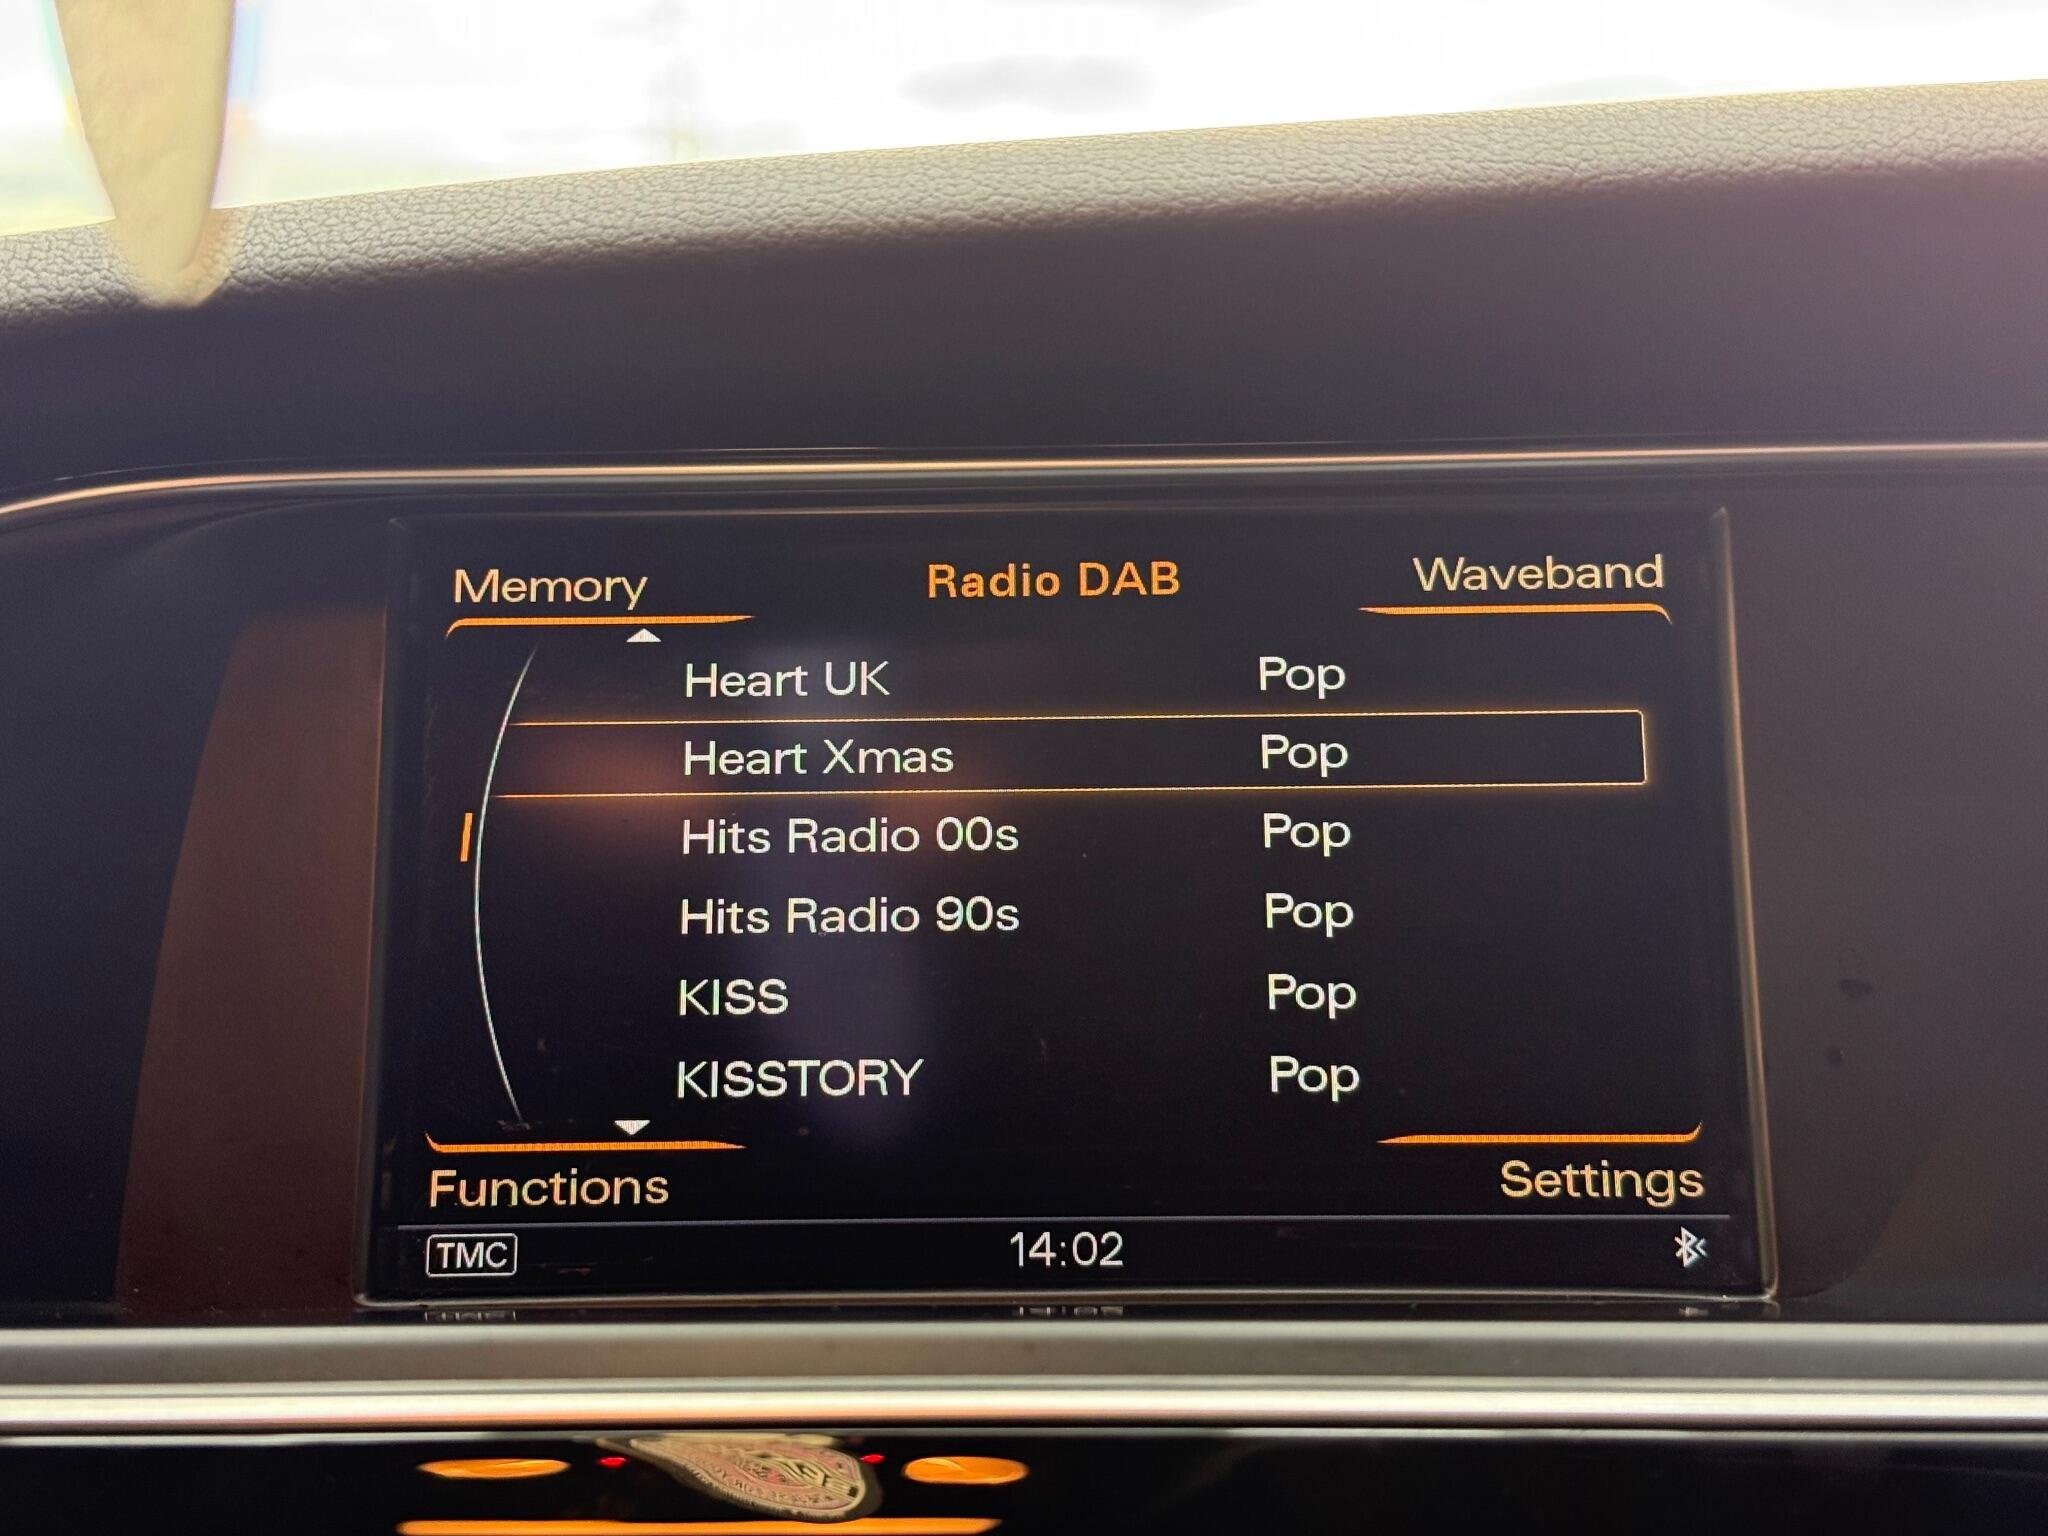 Memory Radio DAB Waveband
Heart UK Pop
Heart Xmas Pop
Hits Radio 00s Pop
Hits Radio 90s Pop
KISS Pop
KISSTORY Pop
Functions Settings
TMC 14:02